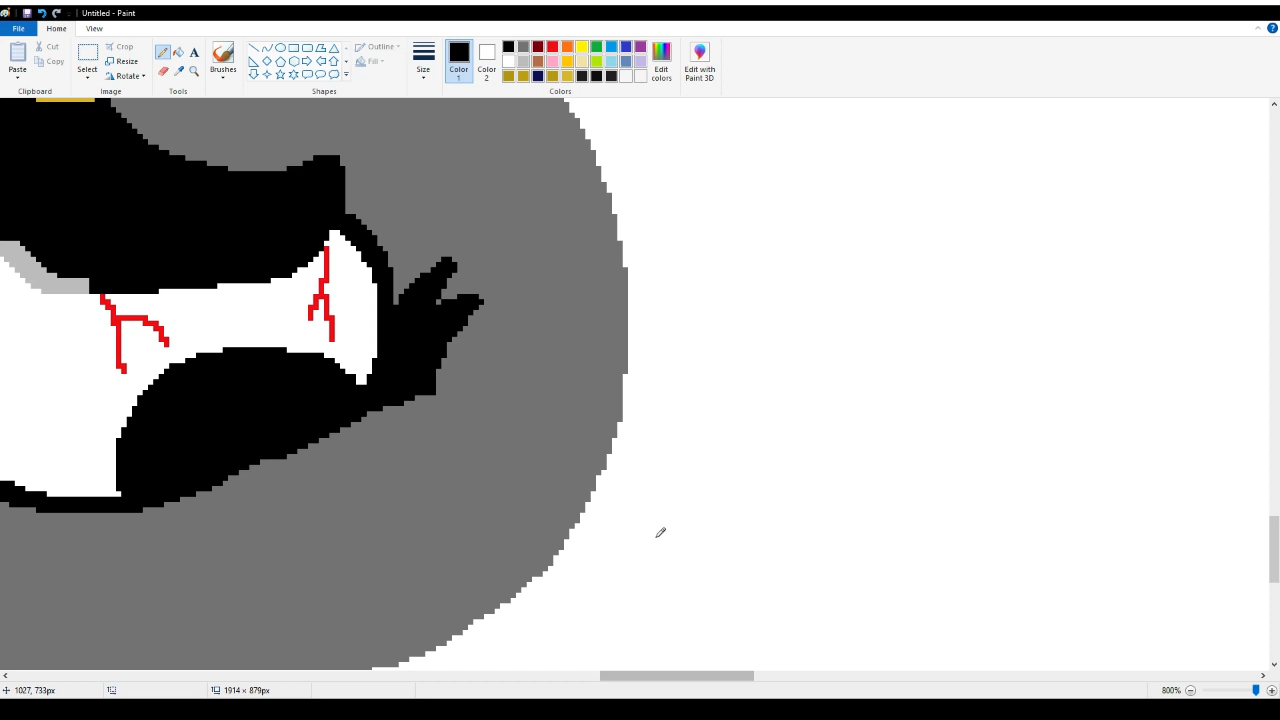 Untitled - Paint
File Home View
Paste Cut Copy Clipboard
Select Crop Resize Rotate Image
A Tools
Brushes
Outline Fill Shapes
Size
Color 1 Color 2 Edit colors Colors
Edit with Paint 3D
1027, 733px 1914 × 879px 800%